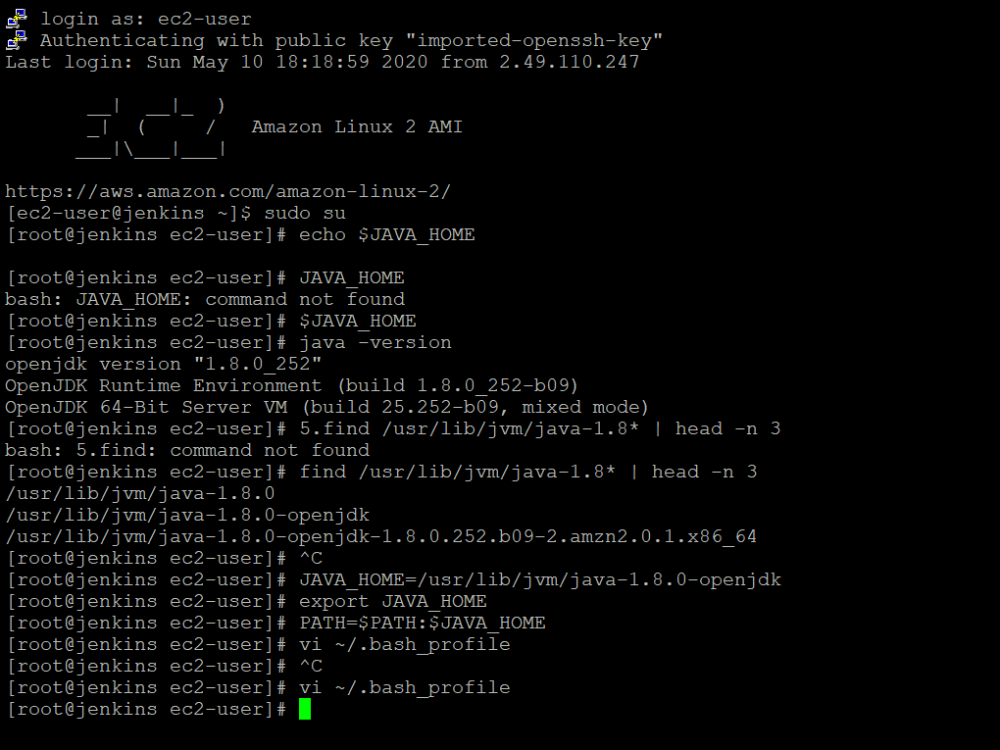 login as: ec2-user
Authenticating with public key "imported-openssh-key"
Last login: Sun May 10 18:18:59 2020 from 2.49.110.247
       __|  __|_  )
       _|  (     /   Amazon Linux 2 AMI
      ___|\___|___|
https://aws.amazon.com/amazon-linux-2/
[ec2-user@jenkins ~]$ sudo su
[root@jenkins ec2-user]# echo $JAVA_HOME
[root@jenkins ec2-user]# JAVA_HOME
bash: JAVA_HOME: command not found
[root@jenkins ec2-user]# $JAVA_HOME
[root@jenkins ec2-user]# java -version
openjdk version "1.8.0_252"
OpenJDK Runtime Environment (build 1.8.0_252-b09)
OpenJDK 64-Bit Server VM (build 25.252-b09, mixed mode)
[root@jenkins ec2-user]# 5.find /usr/lib/jvm/java-1.8* | head -n 3
bash: 5.find: command not found
[root@jenkins ec2-user]# find /usr/lib/jvm/java-1.8* | head -n 3
/usr/lib/jvm/java-1.8.0
/usr/lib/jvm/java-1.8.0-openjdk
/usr/lib/jvm/java-1.8.0-openjdk-1.8.0.252.b09-2.amzn2.0.1.x86_64
[root@jenkins ec2-user]# ^C
[root@jenkins ec2-user]# JAVA_HOME=/usr/lib/jvm/java-1.8.0-openjdk
[root@jenkins ec2-user]# export JAVA_HOME
[root@jenkins ec2-user]# PATH=$PATH:$JAVA_HOME
[root@jenkins ec2-user]# vi ~/.bash_profile
[root@jenkins ec2-user]# ^C
[root@jenkins ec2-user]# vi ~/.bash_profile
[root@jenkins ec2-user]#